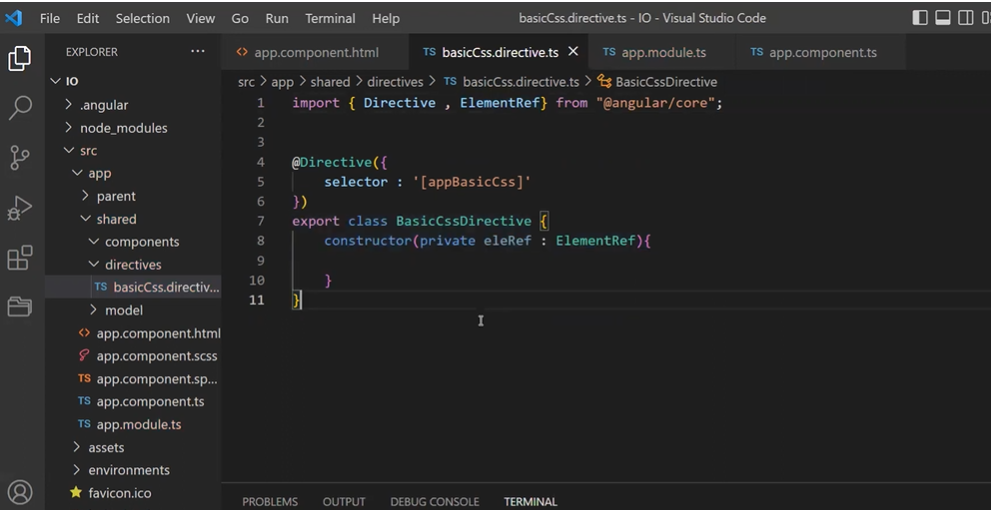 File Edit Selection View Go Run Terminal Help basicCss.directive.ts - IO - Visual Studio Code
EXPLORER ···
<> app.component.html TS basicCss.directive.ts × TS app.module.ts TS app.component.ts
src > app > shared > directives > TS basicCss.directive.ts > BasicCssDirective
IO
.angular
node_modules
src
app
parent
shared
components
directives
TS basicCss.directiv...
model
<> app.component.html
app.component.scss
TS app.component.sp...
TS app.component.ts
TS app.module.ts
assets
environments
favicon.ico
1 import { Directive , ElementRef} from "@angular/core";
2
3
4 @Directive({
5 selector : '[appBasicCss]'
6 })
7 export class BasicCssDirective {
8 constructor(private eleRef : ElementRef){
9
10 }
11 }
PROBLEMS OUTPUT DEBUG CONSOLE TERMINAL